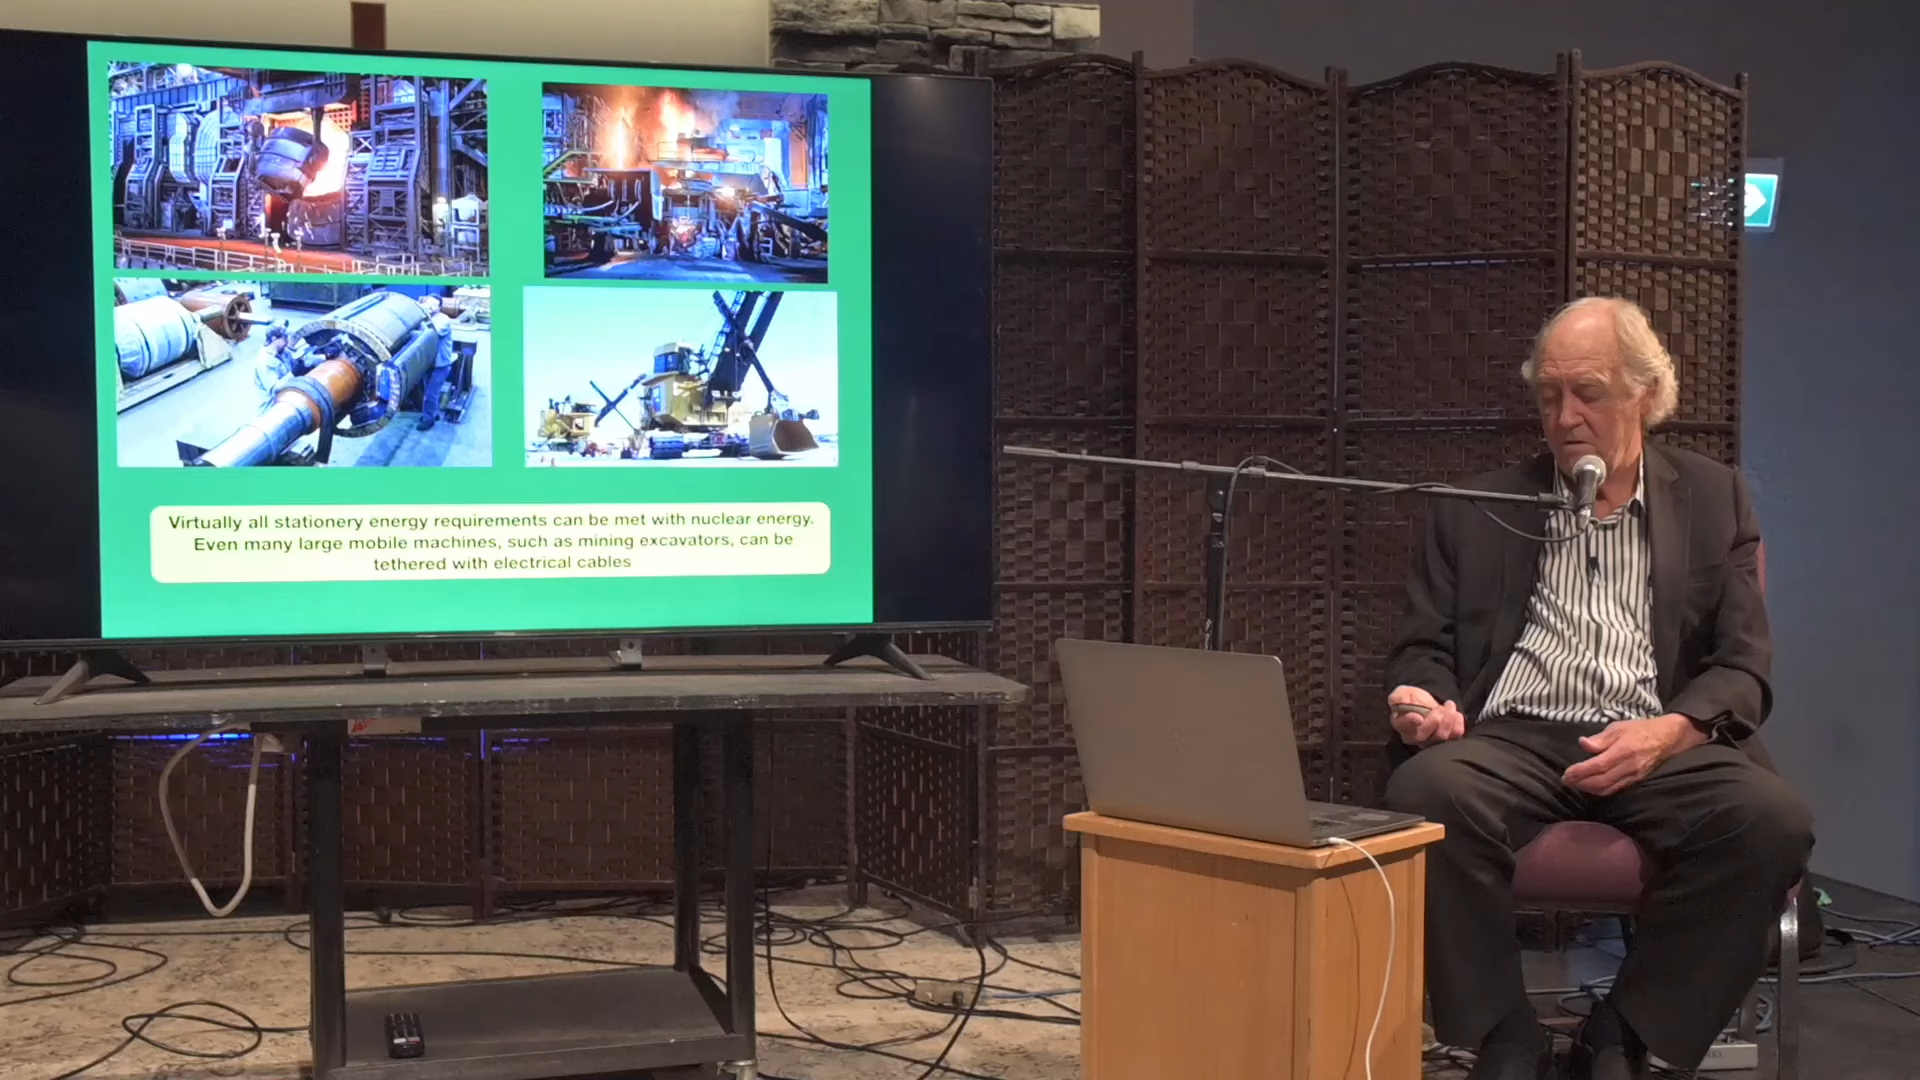 Virtually all stationery energy requirements can be met with nuclear energy.
Even many large mobile machines, such as mining excavators, can be
tethered with electrical cables